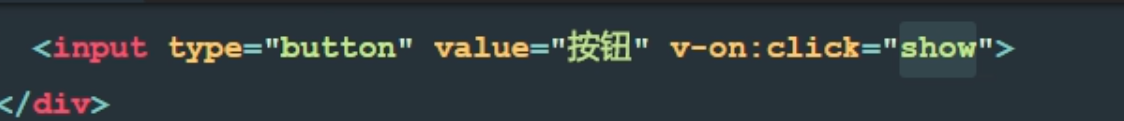 <input type="button" value="按钮" v-on:click="show">
</div>